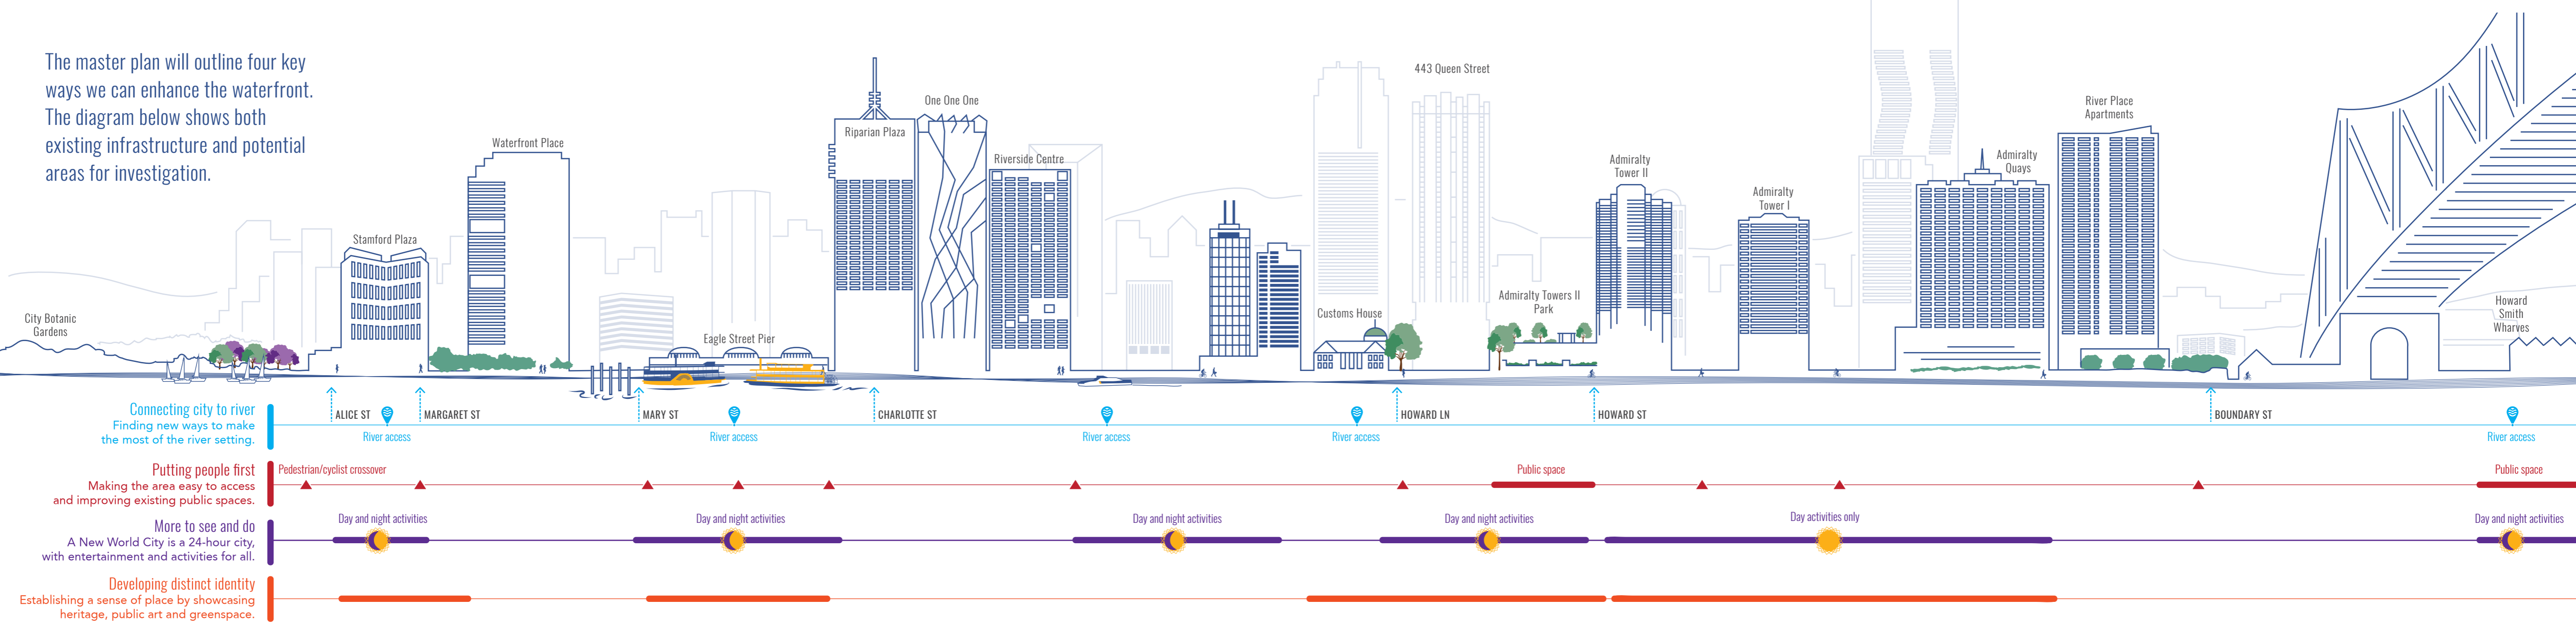 The master plan will outline four key
ways we can enhance the waterfront.
The diagram below shows both
existing infrastructure and potential
areas for investigation.
City Botanic
Gardens
Stamford Plaza
Waterfront Place
Eagle Street Pier
Riparian Plaza
One One One
Riverside Centre
Customs House
443 Queen Street
Admiralty Towers II
Park
Admiralty
Tower II
Admiralty
Tower I
Admiralty
Quays
River Place
Apartments
Howard
Smith
Wharves
Connecting city to river
Finding new ways to make
the most of the river setting.
ALICE ST
MARGARET ST
MARY ST
CHARLOTTE ST
HOWARD LN
HOWARD ST
BOUNDARY ST
River access
River access
River access
River access
River access
Putting people first
Making the area easy to access
and improving existing public spaces.
Pedestrian/cyclist crossover
Public space
Public space
More to see and do
A New World City is a 24-hour city,
with entertainment and activities for all.
Day and night activities
Day and night activities
Day and night activities
Day and night activities
Day activities only
Day and night activities
Developing distinct identity
Establishing a sense of place by showcasing
heritage, public art and greenspace.